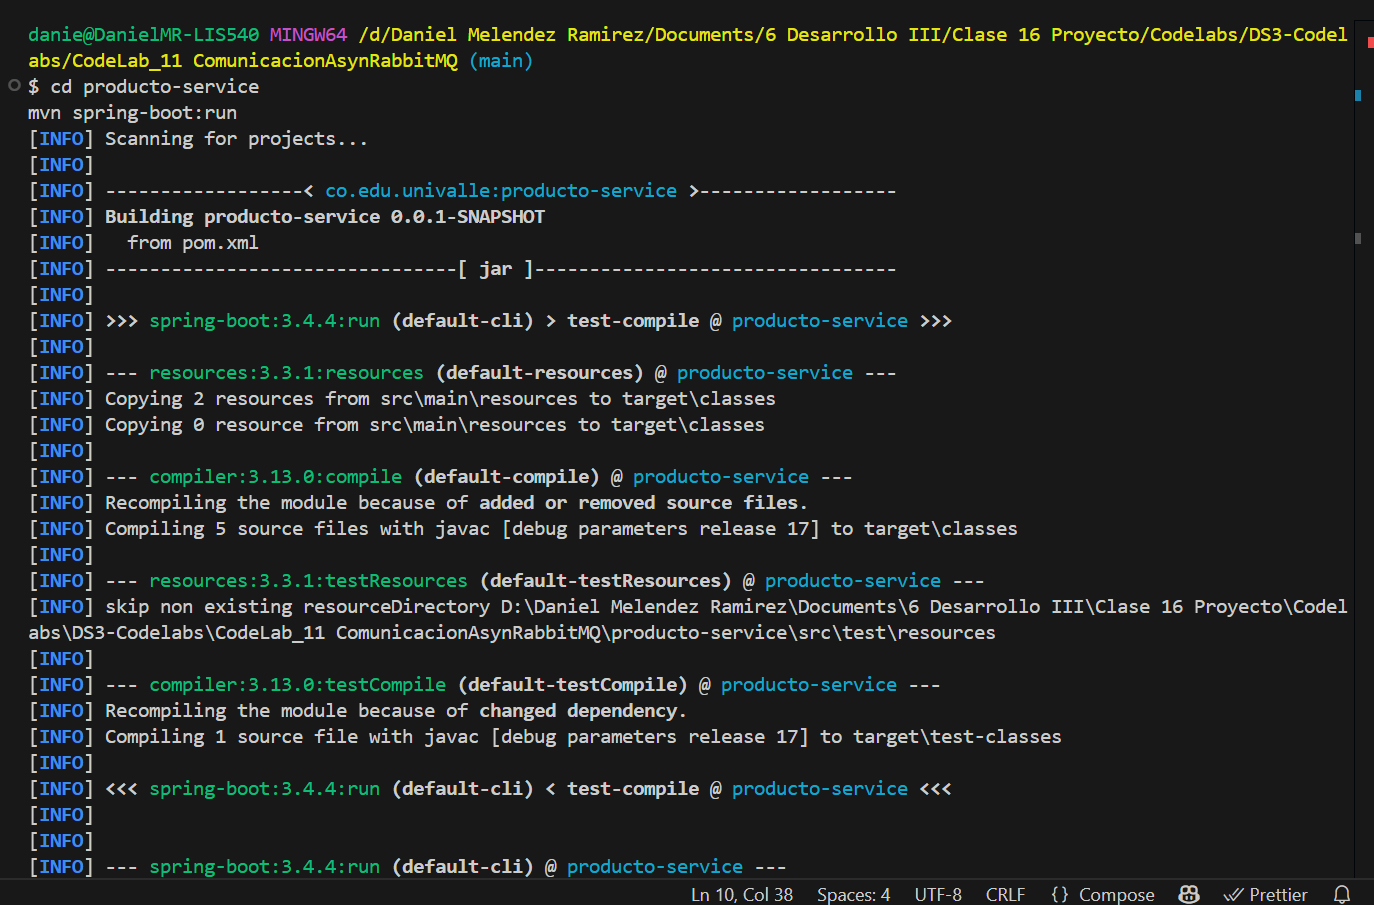 danie@DanielMR-LIS540 MINGW64 /d/Daniel Melendez Ramirez/Documents/6 Desarrollo III/Clase 16 Proyecto/Codelabs/DS3-Codel
abs/CodeLab_11 ComunicacionAsynRabbitMQ (main)
$ cd producto-service
mvn spring-boot:run
[INFO] Scanning for projects...
[INFO]
[INFO] ------------------< co.edu.univalle:producto-service >------------------
[INFO] Building producto-service 0.0.1-SNAPSHOT
[INFO]   from pom.xml
[INFO] --------------------------------[ jar ]---------------------------------
[INFO]
[INFO] >>> spring-boot:3.4.4:run (default-cli) > test-compile @ producto-service >>>
[INFO]
[INFO] --- resources:3.3.1:resources (default-resources) @ producto-service ---
[INFO] Copying 2 resources from src\main\resources to target\classes
[INFO] Copying 0 resource from src\main\resources to target\classes
[INFO]
[INFO] --- compiler:3.13.0:compile (default-compile) @ producto-service ---
[INFO] Recompiling the module because of added or removed source files.
[INFO] Compiling 5 source files with javac [debug parameters release 17] to target\classes
[INFO]
[INFO] --- resources:3.3.1:testResources (default-testResources) @ producto-service ---
[INFO] skip non existing resourceDirectory D:\Daniel Melendez Ramirez\Documents\6 Desarrollo III\Clase 16 Proyecto\Codel
abs\DS3-Codelabs\CodeLab_11 ComunicacionAsynRabbitMQ\producto-service\src\test\resources
[INFO]
[INFO] --- compiler:3.13.0:testCompile (default-testCompile) @ producto-service ---
[INFO] Recompiling the module because of changed dependency.
[INFO] Compiling 1 source file with javac [debug parameters release 17] to target\test-classes
[INFO]
[INFO] <<< spring-boot:3.4.4:run (default-cli) < test-compile @ producto-service <<<
[INFO]
[INFO]
[INFO] --- spring-boot:3.4.4:run (default-cli) @ producto-service ---
Ln 10, Col 38 Spaces: 4 UTF-8 CRLF {} Compose Prettier